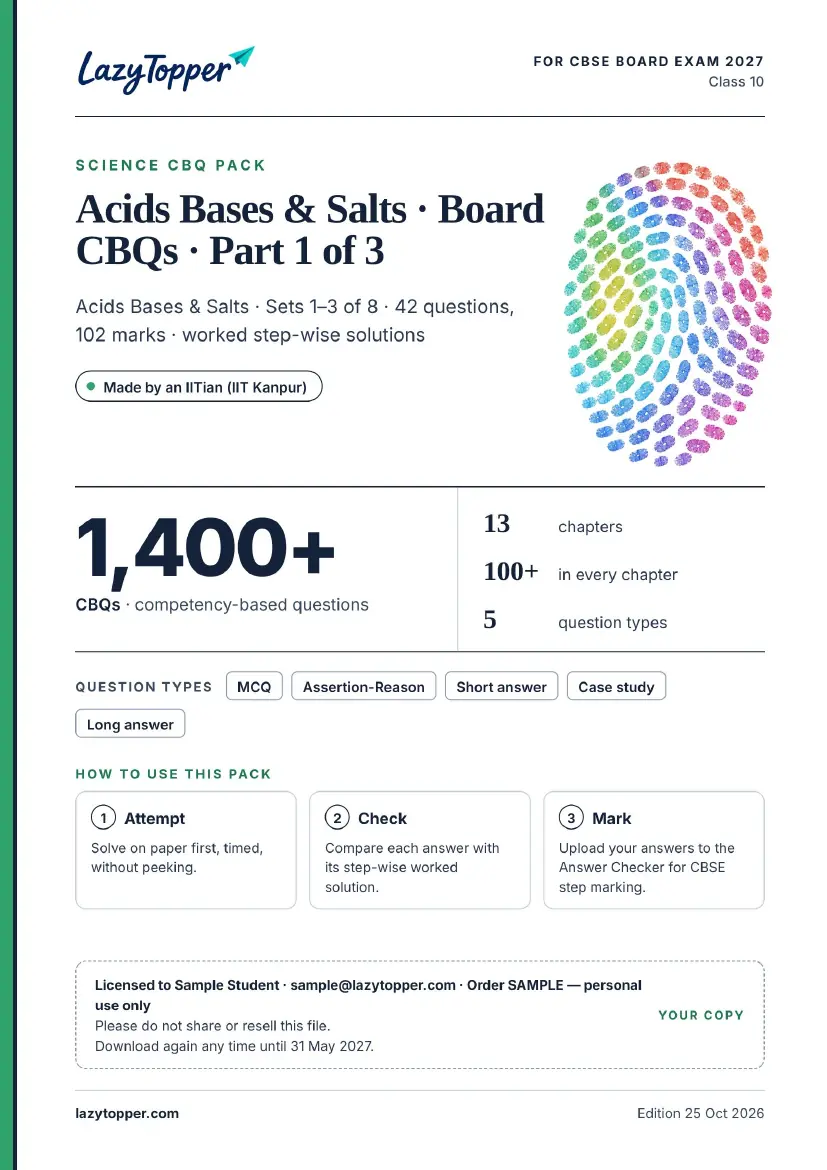 LazyTopper
FOR CBSE BOARD EXAM 2027
Class 10
SCIENCE CBQ PACK
Acids Bases & Salts · Board
CBQs · Part 1 of 3
Acids Bases & Salts · Sets 1–3 of 8 · 42 questions,
102 marks · worked step-wise solutions
Made by an IITian (IIT Kanpur)
1,400+
CBQs · competency-based questions
13 chapters
100+ in every chapter
5 question types
QUESTION TYPES MCQ Assertion-Reason Short answer Case study
Long answer
HOW TO USE THIS PACK
1 Attempt
Solve on paper first, timed,
without peeking.
2 Check
Compare each answer with
its step-wise worked
solution.
3 Mark
Upload your answers to the
Answer Checker for CBSE
step marking.
Licensed to Sample Student · sample@lazytopper.com · Order SAMPLE — personal
use only
Please do not share or resell this file.
Download again any time until 31 May 2027.
YOUR COPY
lazytopper.com
Edition 25 Oct 2026